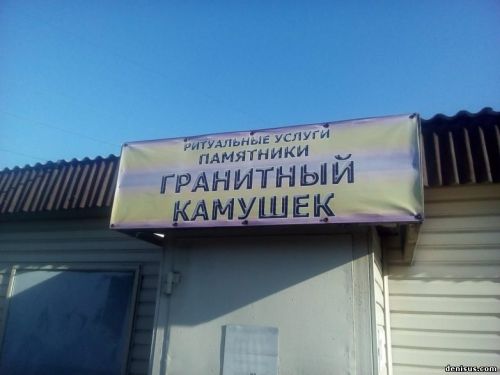 РИТУАЛЬНЫЕ УСЛУГИ
ПАМЯТНИКИ
ГРАНИТНЫЙ
КАМУШЕК
denisus.com